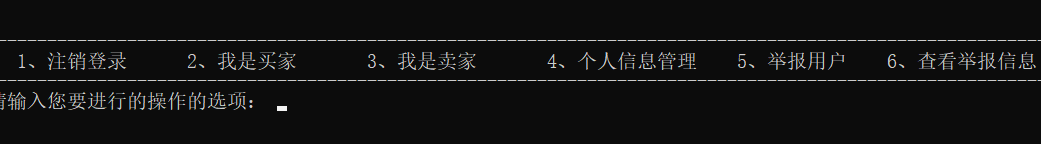 1、注销登录 2、我是买家 3、我是卖家 4、个人信息管理 5、举报用户 6、查看举报信息
请输入您要进行的操作的选项：